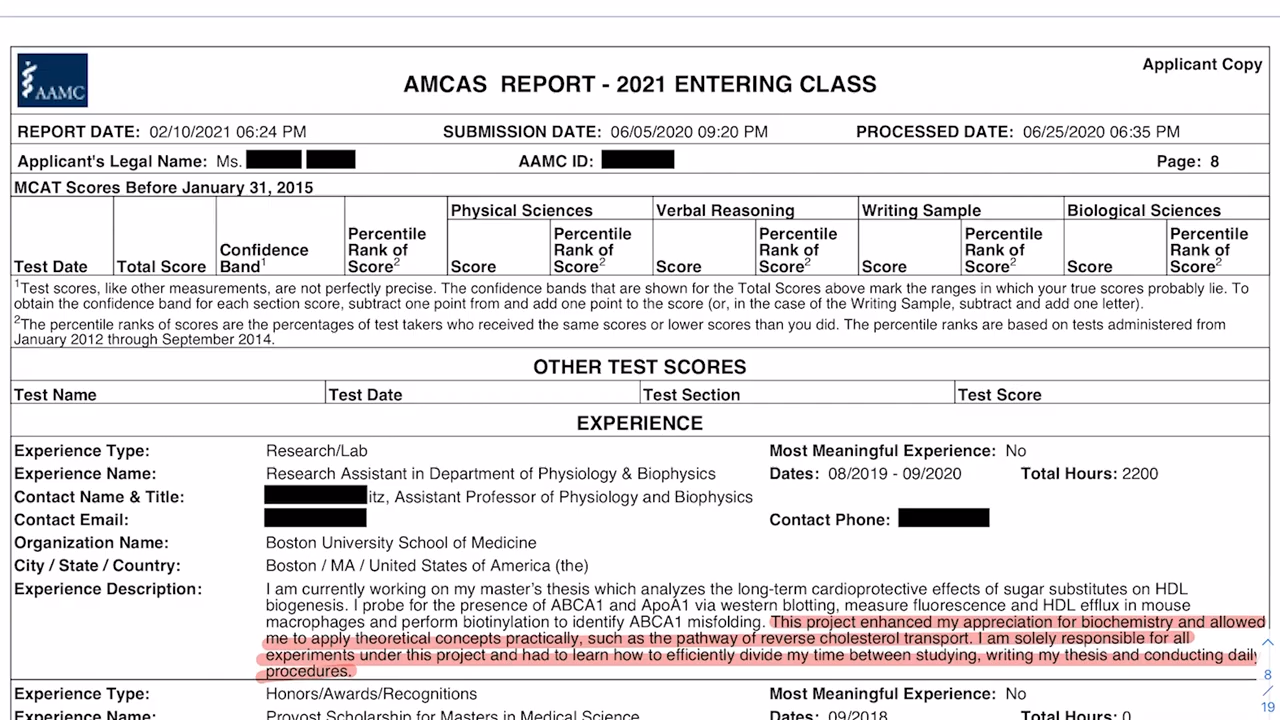 AAMC
Applicant Copy
AMCAS REPORT - 2021 ENTERING CLASS
REPORT DATE: 02/10/2021 06:24 PM SUBMISSION DATE: 06/05/2020 09:20 PM PROCESSED DATE: 06/25/2020 06:35 PM
Applicant's Legal Name: Ms. AAMC ID: Page: 8
MCAT Scores Before January 31, 2015
Physical Sciences Verbal Reasoning Writing Sample Biological Sciences
Test Date Total Score Confidence Band1 Percentile Rank of Score2 Score Percentile Rank of Score2 Score Percentile Rank of Score2 Score Percentile Rank of Score2 Score Percentile Rank of Score2
1Test scores, like other measurements, are not perfectly precise. The confidence bands that are shown for the Total Scores above mark the ranges in which your true scores probably lie. To
obtain the confidence band for each section score, subtract one point from and add one point to the score (or, in the case of the Writing Sample, subtract and add one letter).
2The percentile ranks of scores are the percentages of test takers who received the same scores or lower scores than you did. The percentile ranks are based on tests administered from
January 2012 through September 2014.
OTHER TEST SCORES
Test Name Test Date Test Section Test Score
EXPERIENCE
Experience Type: Research/Lab Most Meaningful Experience: No
Experience Name: Research Assistant in Department of Physiology & Biophysics Dates: 08/2019 - 09/2020 Total Hours: 2200
Contact Name & Title: itz, Assistant Professor of Physiology and Biophysics
Contact Email: Contact Phone:
Organization Name: Boston University School of Medicine
City / State / Country: Boston / MA / United States of America (the)
Experience Description: I am currently working on my master's thesis which analyzes the long-term cardioprotective effects of sugar substitutes on HDL
biogenesis. I probe for the presence of ABCA1 and ApoA1 via western blotting, measure fluorescence and HDL efflux in mouse
macrophages and perform biotinylation to identify ABCA1 misfolding. This project enhanced my appreciation for biochemistry and allowed
me to apply theoretical concepts practically, such as the pathway of reverse cholesterol transport. I am solely responsible for all
experiments under this project and had to learn how to efficiently divide my time between studying, writing my thesis and conducting daily
procedures.
Experience Type: Honors/Awards/Recognitions Most Meaningful Experience: No
Experience Name: Provost Scholarship for Masters in Medical Science Dates: 09/2018 Total Hours: 0
8
/
19